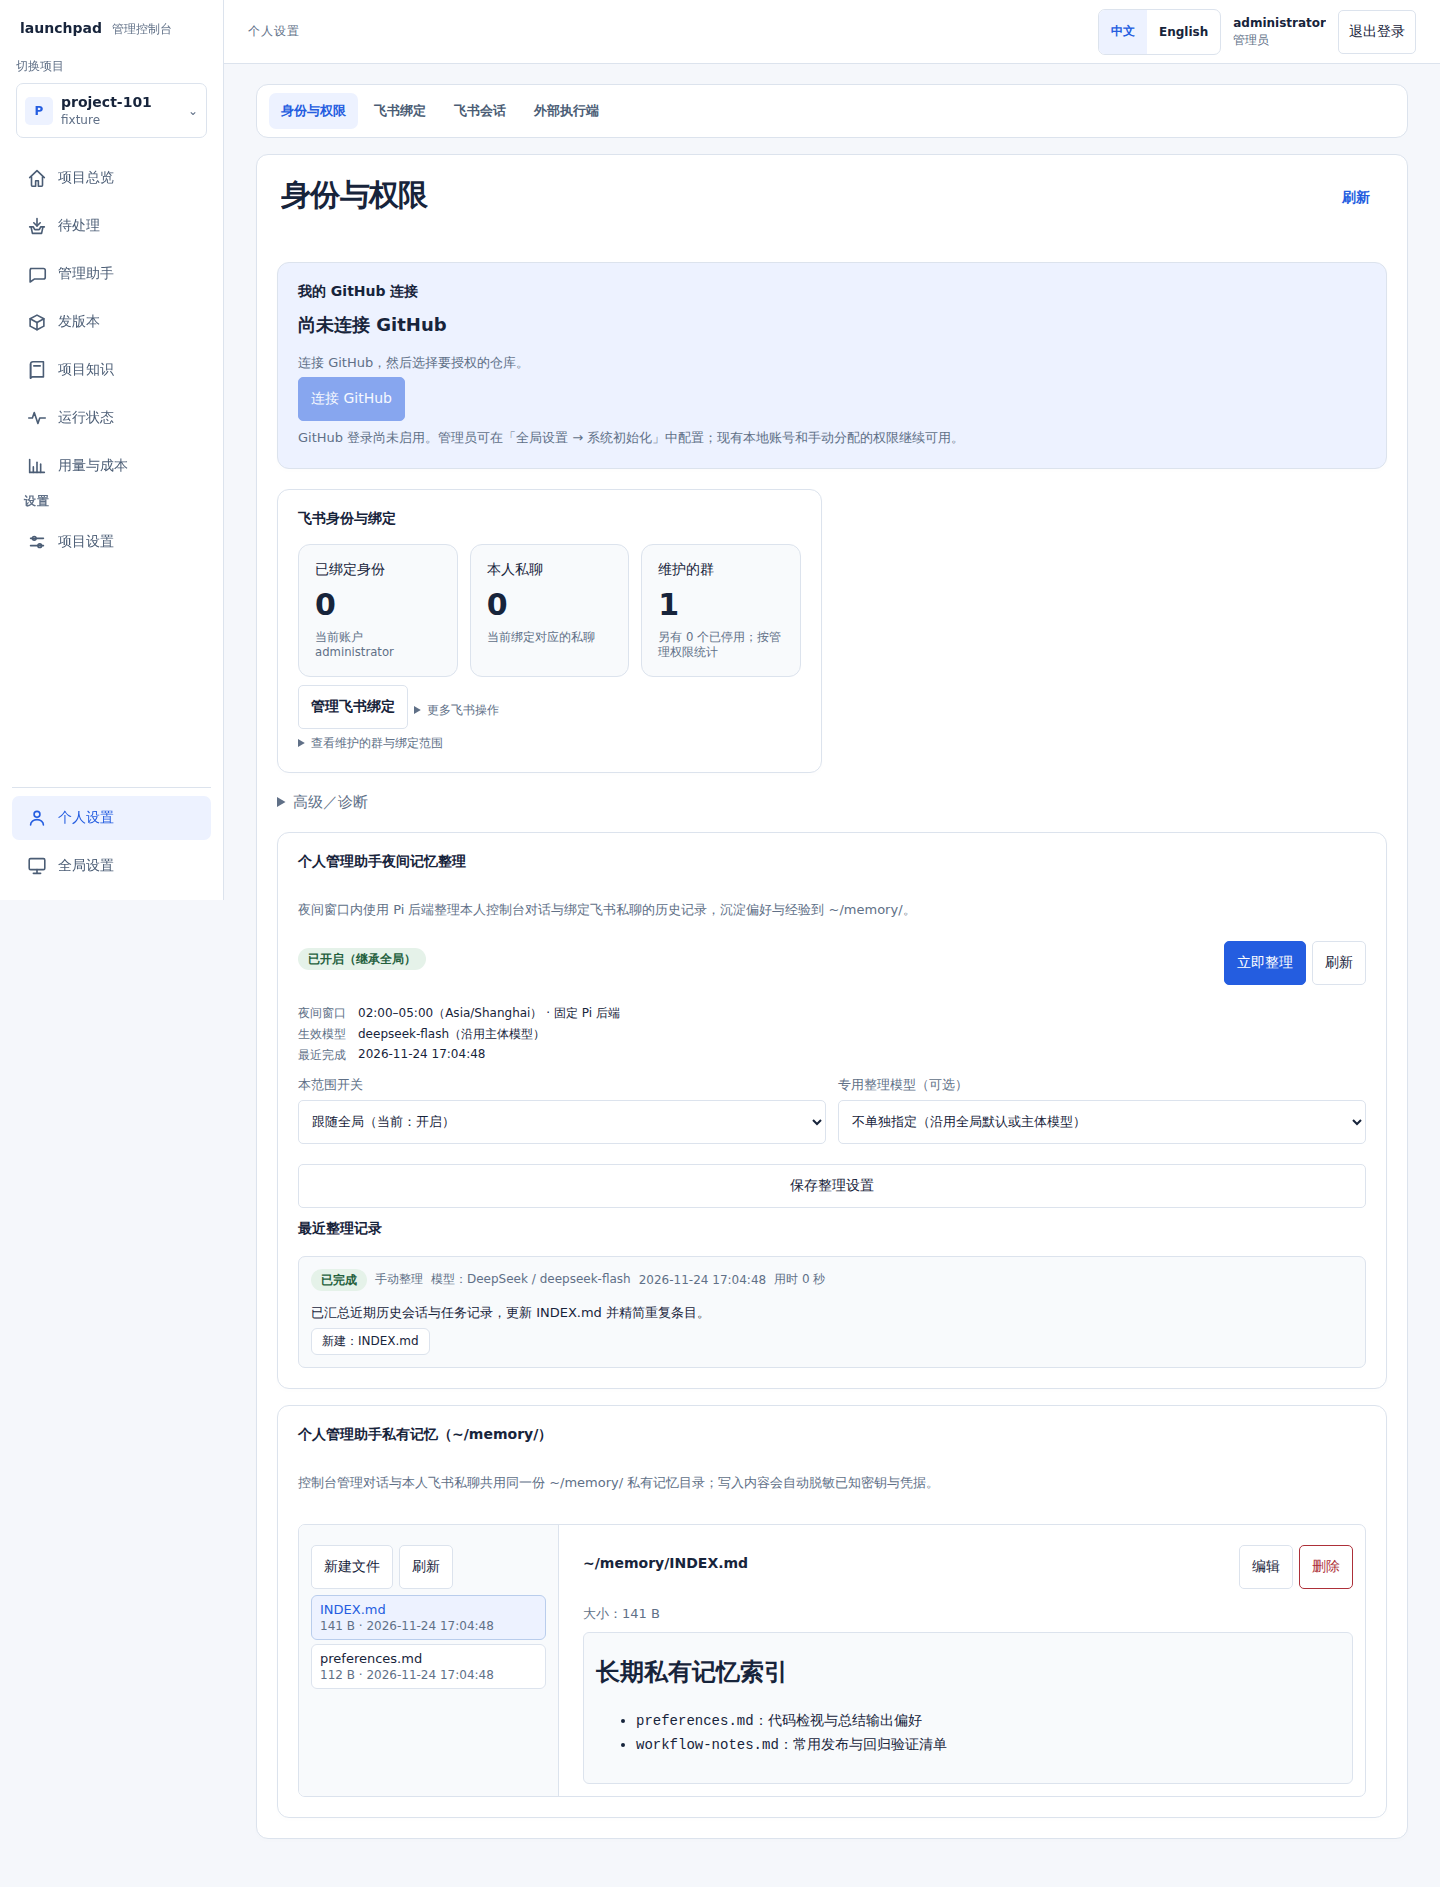 launchpad 管理控制台
切换项目
P
project-101
fixture
项目总览
待处理
管理助手
发版本
项目知识
运行状态
用量与成本
设置
项目设置
个人设置
全局设置
个人设置
中文 English
administrator
管理员
退出登录
身份与权限 飞书绑定 飞书会话 外部执行端
身份与权限
刷新
我的 GitHub 连接
尚未连接 GitHub
连接 GitHub，然后选择要授权的仓库。
连接 GitHub
GitHub 登录尚未启用。管理员可在「全局设置 → 系统初始化」中配置；现有本地账号和手动分配的权限继续可用。
飞书身份与绑定
已绑定身份
0
当前账户
administrator
本人私聊
0
当前绑定对应的私聊
维护的群
1
另有 0 个已停用；按管
理权限统计
管理飞书绑定
更多飞书操作
查看维护的群与绑定范围
高级／诊断
个人管理助手夜间记忆整理
夜间窗口内使用 Pi 后端整理本人控制台对话与绑定飞书私聊的历史记录，沉淀偏好与经验到 ~/memory/。
已开启（继承全局）
立即整理
刷新
夜间窗口 02:00–05:00（Asia/Shanghai） · 固定 Pi 后端
生效模型 deepseek-flash（沿用主体模型）
最近完成 2026-11-24 17:04:48
本范围开关
跟随全局（当前：开启）
专用整理模型（可选）
不单独指定（沿用全局默认或主体模型）
保存整理设置
最近整理记录
已完成 手动整理 模型：DeepSeek / deepseek-flash 2026-11-24 17:04:48 用时 0 秒
已汇总近期历史会话与任务记录，更新 INDEX.md 并精简重复条目。
新建：INDEX.md
个人管理助手私有记忆（~/memory/）
控制台管理对话与本人飞书私聊共用同一份 ~/memory/ 私有记忆目录；写入内容会自动脱敏已知密钥与凭据。
新建文件
刷新
INDEX.md
141 B · 2026-11-24 17:04:48
preferences.md
112 B · 2026-11-24 17:04:48
~/memory/INDEX.md
编辑
删除
大小：141 B
长期私有记忆索引
• preferences.md：代码检视与总结输出偏好
• workflow-notes.md：常用发布与回归验证清单